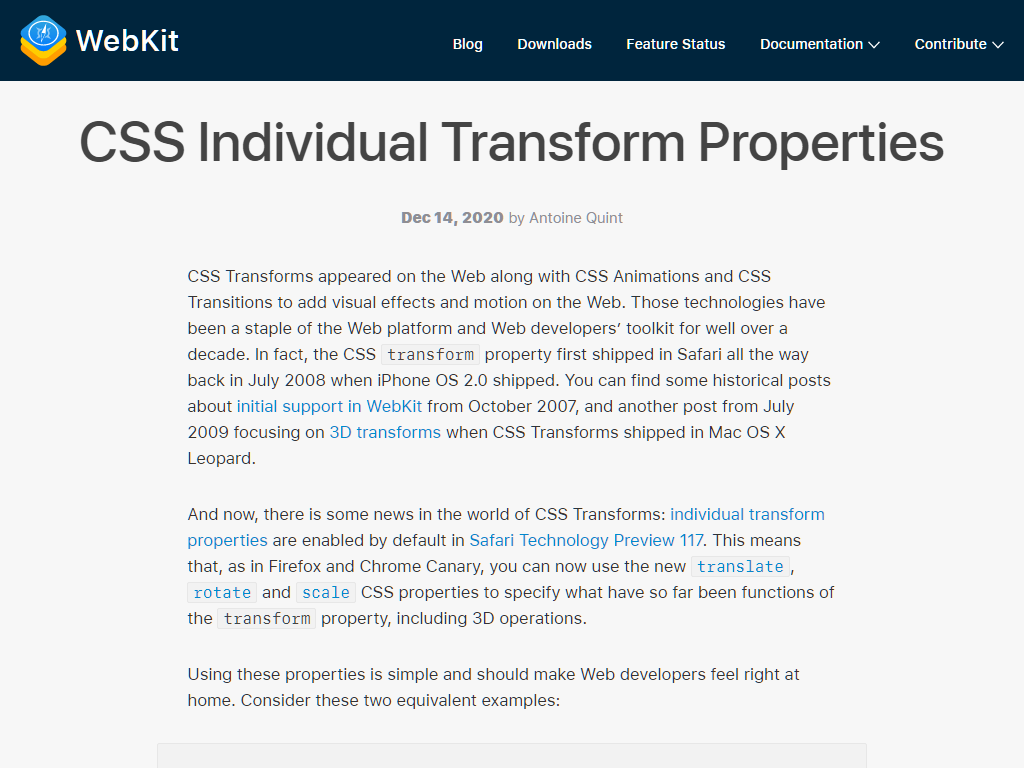 WebKit
Blog Downloads Feature Status Documentation Contribute
CSS Individual Transform Properties
Dec 14, 2020 by Antoine Quint
CSS Transforms appeared on the Web along with CSS Animations and CSS
Transitions to add visual effects and motion on the Web. Those technologies have
been a staple of the Web platform and Web developers’ toolkit for well over a
decade. In fact, the CSS transform property first shipped in Safari all the way
back in July 2008 when iPhone OS 2.0 shipped. You can find some historical posts
about initial support in WebKit from October 2007, and another post from July
2009 focusing on 3D transforms when CSS Transforms shipped in Mac OS X
Leopard.
And now, there is some news in the world of CSS Transforms: individual transform
properties are enabled by default in Safari Technology Preview 117. This means
that, as in Firefox and Chrome Canary, you can now use the new translate,
rotate and scale CSS properties to specify what have so far been functions of
the transform property, including 3D operations.
Using these properties is simple and should make Web developers feel right at
home. Consider these two equivalent examples: